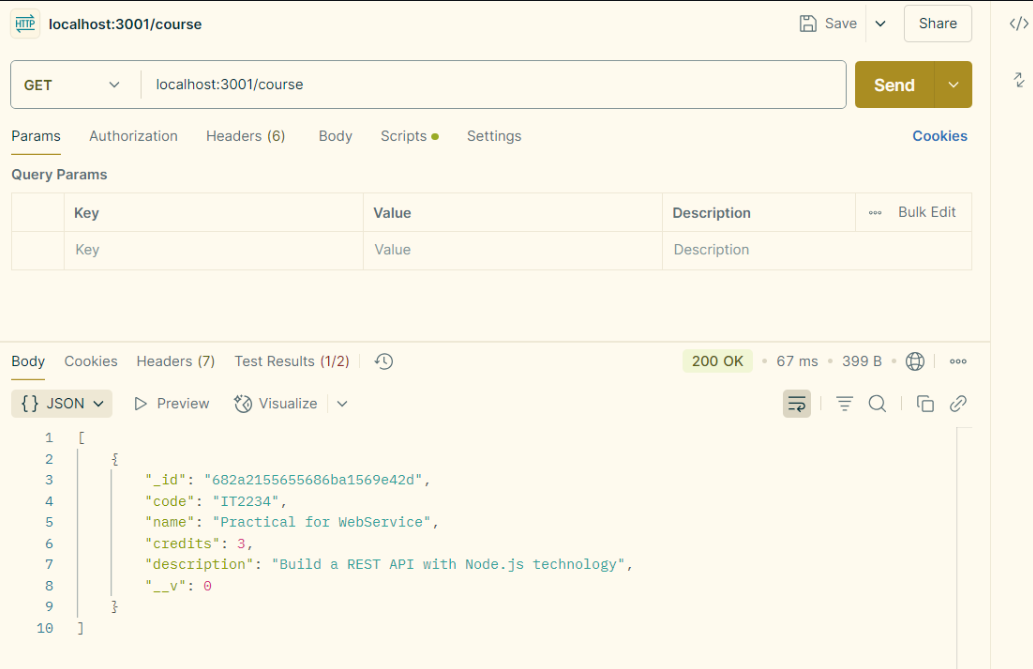 HTTP localhost:3001/course Save Share </>
GET localhost:3001/course Send
Params Authorization Headers (6) Body Scripts Settings Cookies
Query Params
Key Value Description Bulk Edit
Key Value Description
Body Cookies Headers (7) Test Results (1/2) 200 OK 67 ms 399 B
{} JSON Preview Visualize
1 [
2 {
3 "_id": "682a2155655686ba1569e42d",
4 "code": "IT2234",
5 "name": "Practical for WebService",
6 "credits": 3,
7 "description": "Build a REST API with Node.js technology",
8 "__v": 0
9 }
10 ]